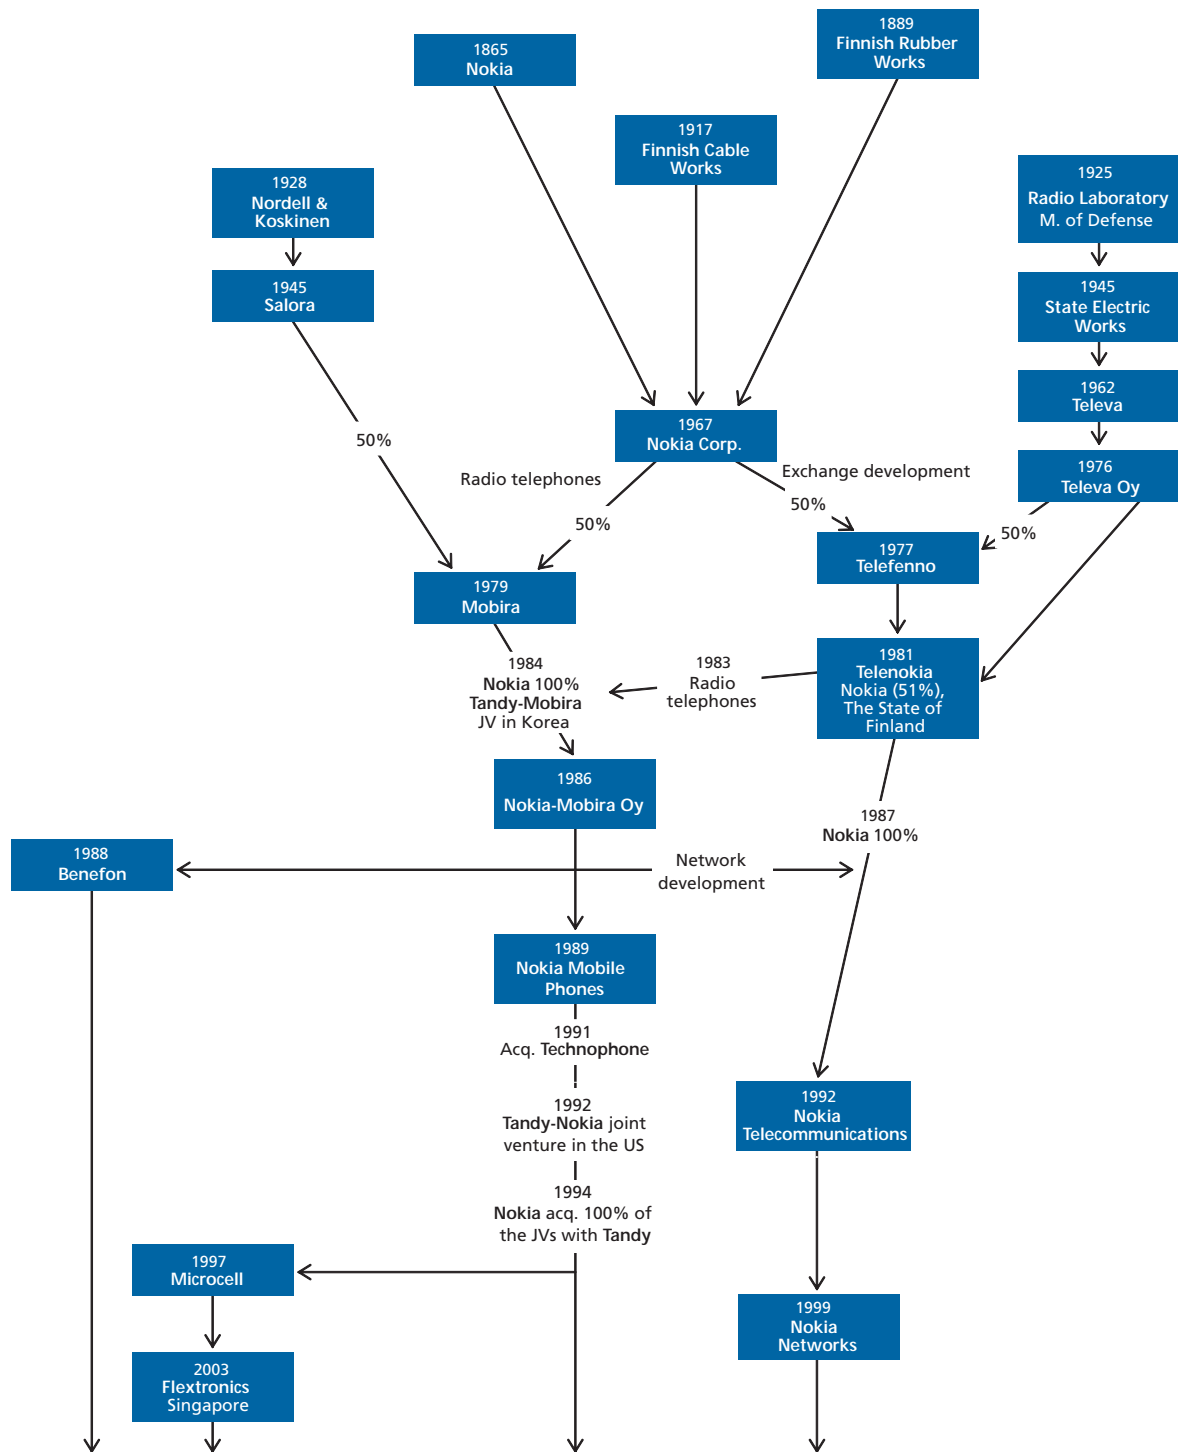 1865
Nokia
1889
Finnish Rubber
Works
1917
Finnish Cable
Works
1928
Nordell &
Koskinen
1925
Radio Laboratory
M. of Defense
1945
Salora
1945
State Electric
Works
1962
Televa
1967
Nokia Corp.
50%
Radio telephones
Exchange development
1976
Televa Oy
50%
50%
50%
1977
Telefenno
1979
Mobira
1984
Nokia 100%
Tandy-Mobira
JV in Korea
1983
Radio
telephones
1981
Telenokia
Nokia (51%),
The State of
Finland
1986
Nokia-Mobira Oy
1987
Nokia 100%
1988
Benefon
Network
development
1989
Nokia Mobile
Phones
1991
Acq. Technophone
1992
Tandy-Nokia joint
venture in the US
1992
Nokia
Telecommunications
1994
Nokia acq. 100% of
the JVs with Tandy
1997
Microcell
1999
Nokia
Networks
2003
Flextronics
Singapore